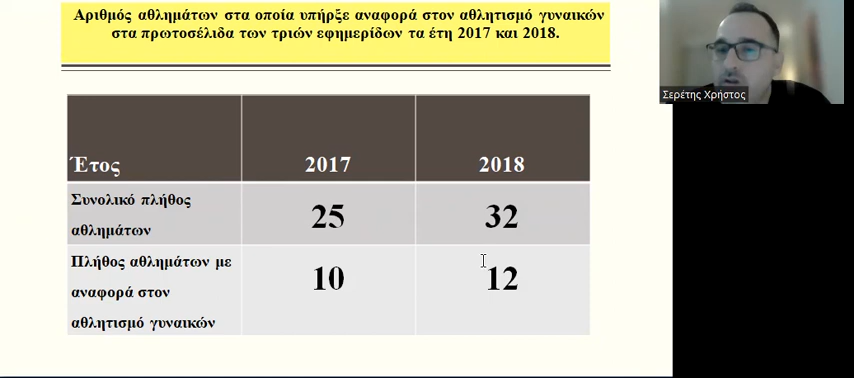 Αριθμός αθλημάτων στα οποία υπήρξε αναφορά στον αθλητισμό γυναικών
στα πρωτοσέλιδα των τριών εφημερίδων τα έτη 2017 και 2018.
Σερέτης Χρήστος
Έτος 2017 2018
Συνολικό πλήθος
αθλημάτων
25 32
Πλήθος αθλημάτων με
αναφορά στον
αθλητισμό γυναικών
10 12